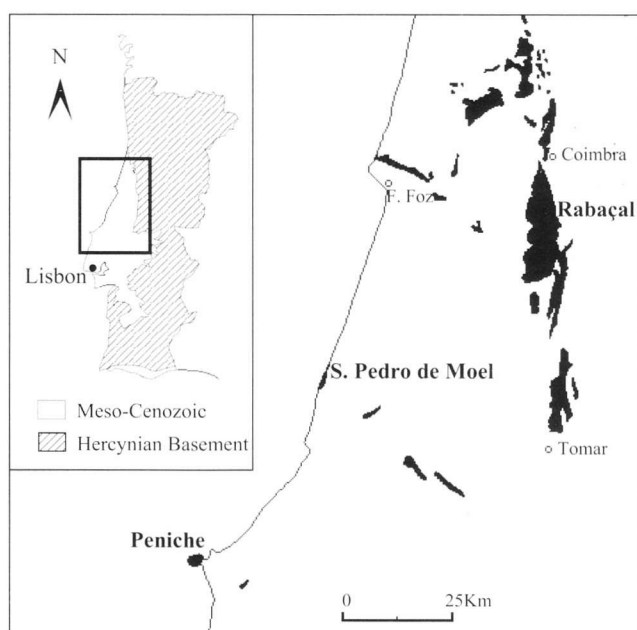 N
Lisbon
Meso-Cenozoic
Hercynian Basement
Coimbra
F. Foz
Rabaçal
S. Pedro de Moel
Tomar
Peniche
0 25Km